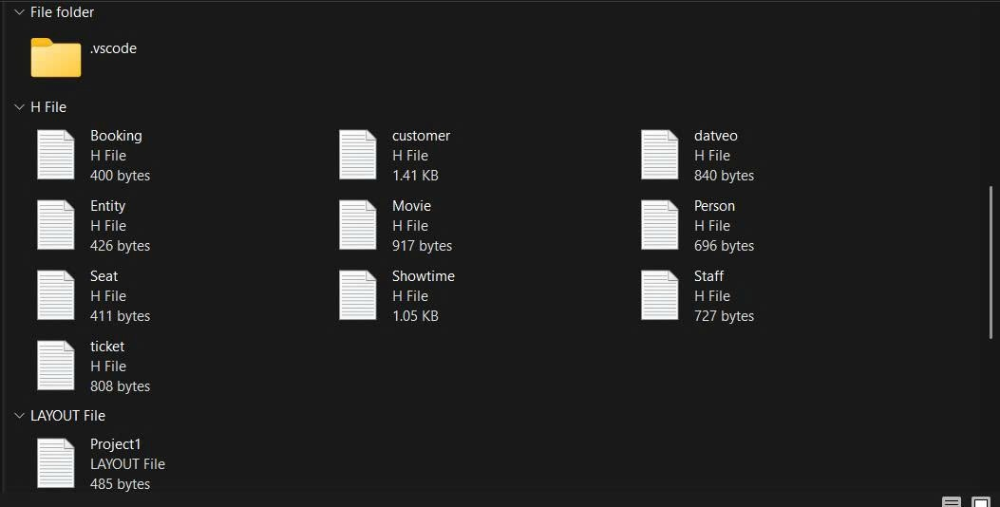 File folder
.vscode
H File
Booking
H File
400 bytes
customer
H File
1.41 KB
datveo
H File
840 bytes
Entity
H File
426 bytes
Movie
H File
917 bytes
Person
H File
696 bytes
Seat
H File
411 bytes
Showtime
H File
1.05 KB
Staff
H File
727 bytes
ticket
H File
808 bytes
LAYOUT File
Project1
LAYOUT File
485 bytes